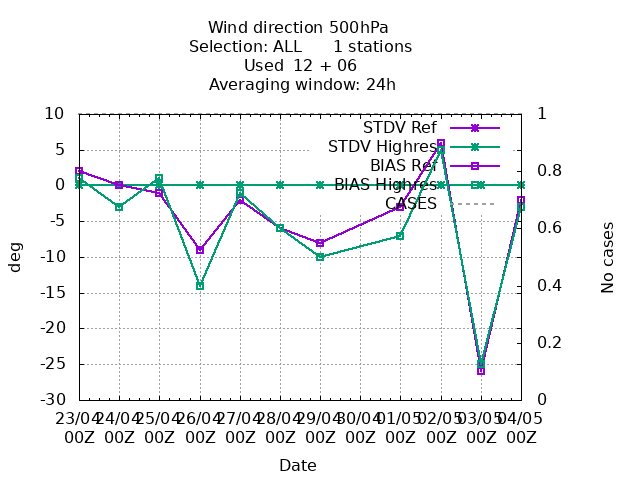 Wind direction 500hPa
Selection: ALL 1 stations
Used 12 + 06
Averaging window: 24h
10
5
0
-5
-10
-15
-20
-25
-30
deg
1
0.8
0.6
0.4
0.2
0
No cases
STDV Ref
STDV Highres
BIAS Ref
BIAS Highres
CASES
23/04 24/04 25/04 26/04 27/04 28/04 29/04 30/04 01/05 02/05 03/05 04/05
00Z 00Z 00Z 00Z 00Z 00Z 00Z 00Z 00Z 00Z 00Z 00Z
Date